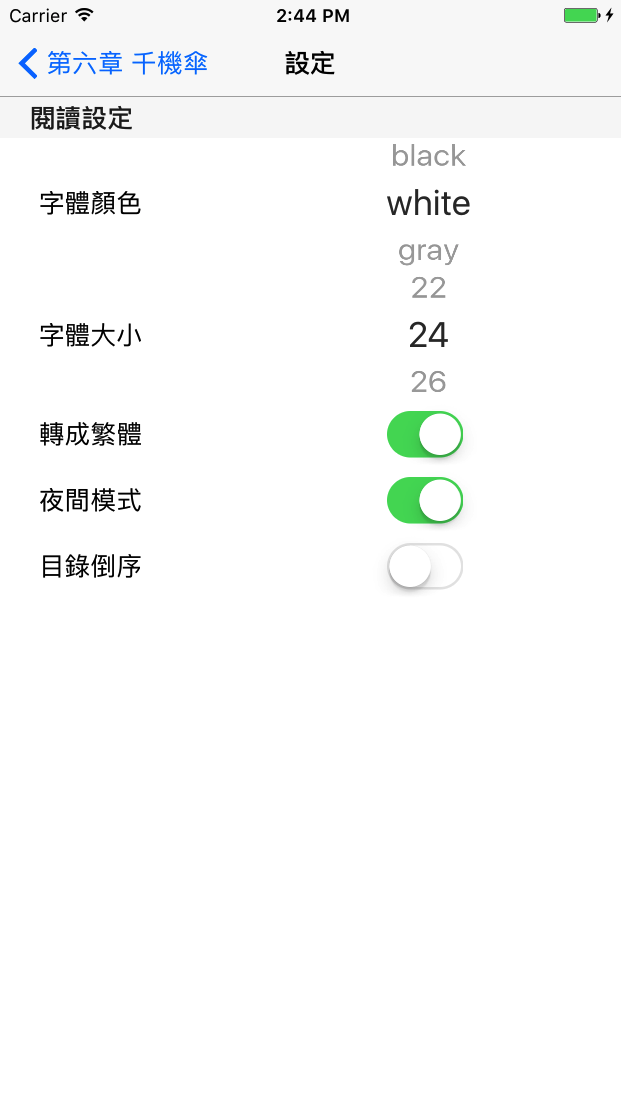 Carrier 2:44 PM
第六章 千機傘 設定
閱讀設定
black
字體顏色 white
gray
22
字體大小 24
26
轉成繁體
夜間模式
目錄倒序